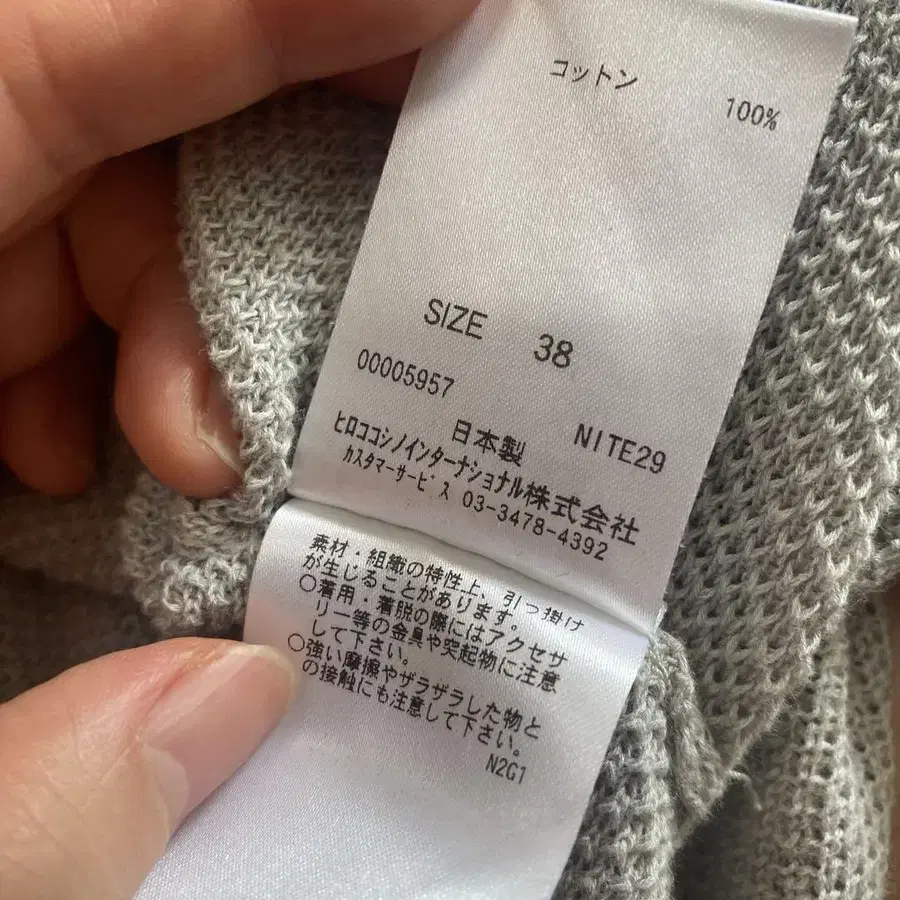 コットン
100%
SIZE 38
00005957
日本製 NITE29
ﾋﾛｺｺｼﾉｲﾝﾀｰﾅｼｮﾅﾙ株式会社
ｶｽﾀﾏｰｻｰﾋﾞｽ 03-3478-4392
素材・組織の特性上、引っ掛け
が生じることがあります。
○着用・着脱の際にはアクセサ
リー等の金具や突起物に注意
して下さい。
○強い摩擦やザラザラした物と
の接触にも注意して下さい。
N2G1